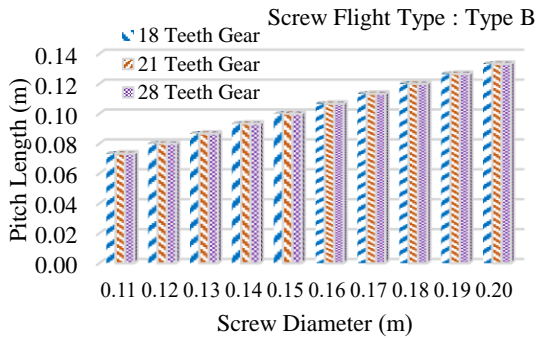 Screw Flight Type : Type B
18 Teeth Gear
21 Teeth Gear
28 Teeth Gear
Pitch Length (m)
0.14
0.12
0.10
0.08
0.06
0.04
0.02
0.00
0.11 0.12 0.13 0.14 0.15 0.16 0.17 0.18 0.19 0.20
Screw Diameter (m)